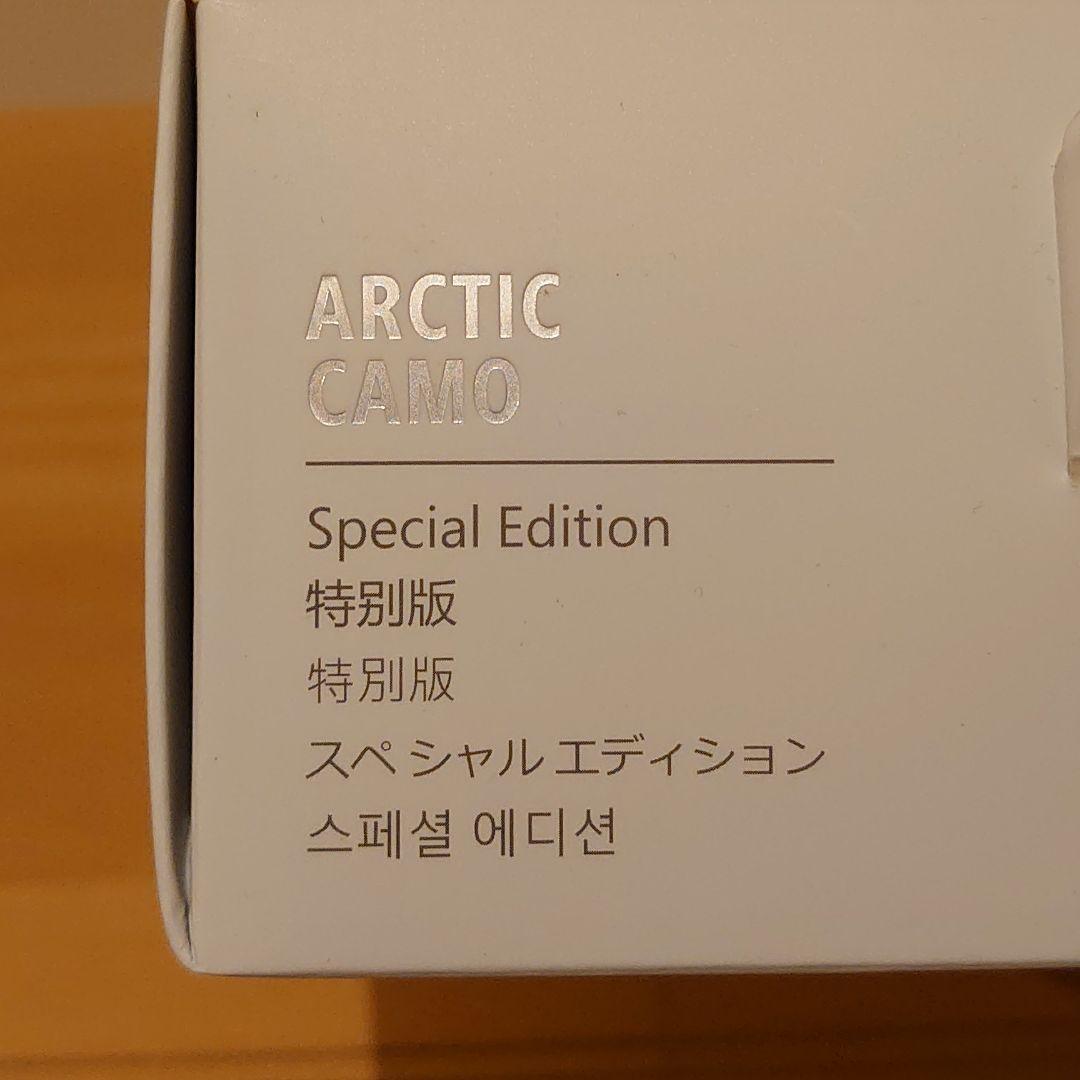 ARCTIC
CAMO
Special Edition
特别版
特別版
スペシャル エディション
스페셜 에디션